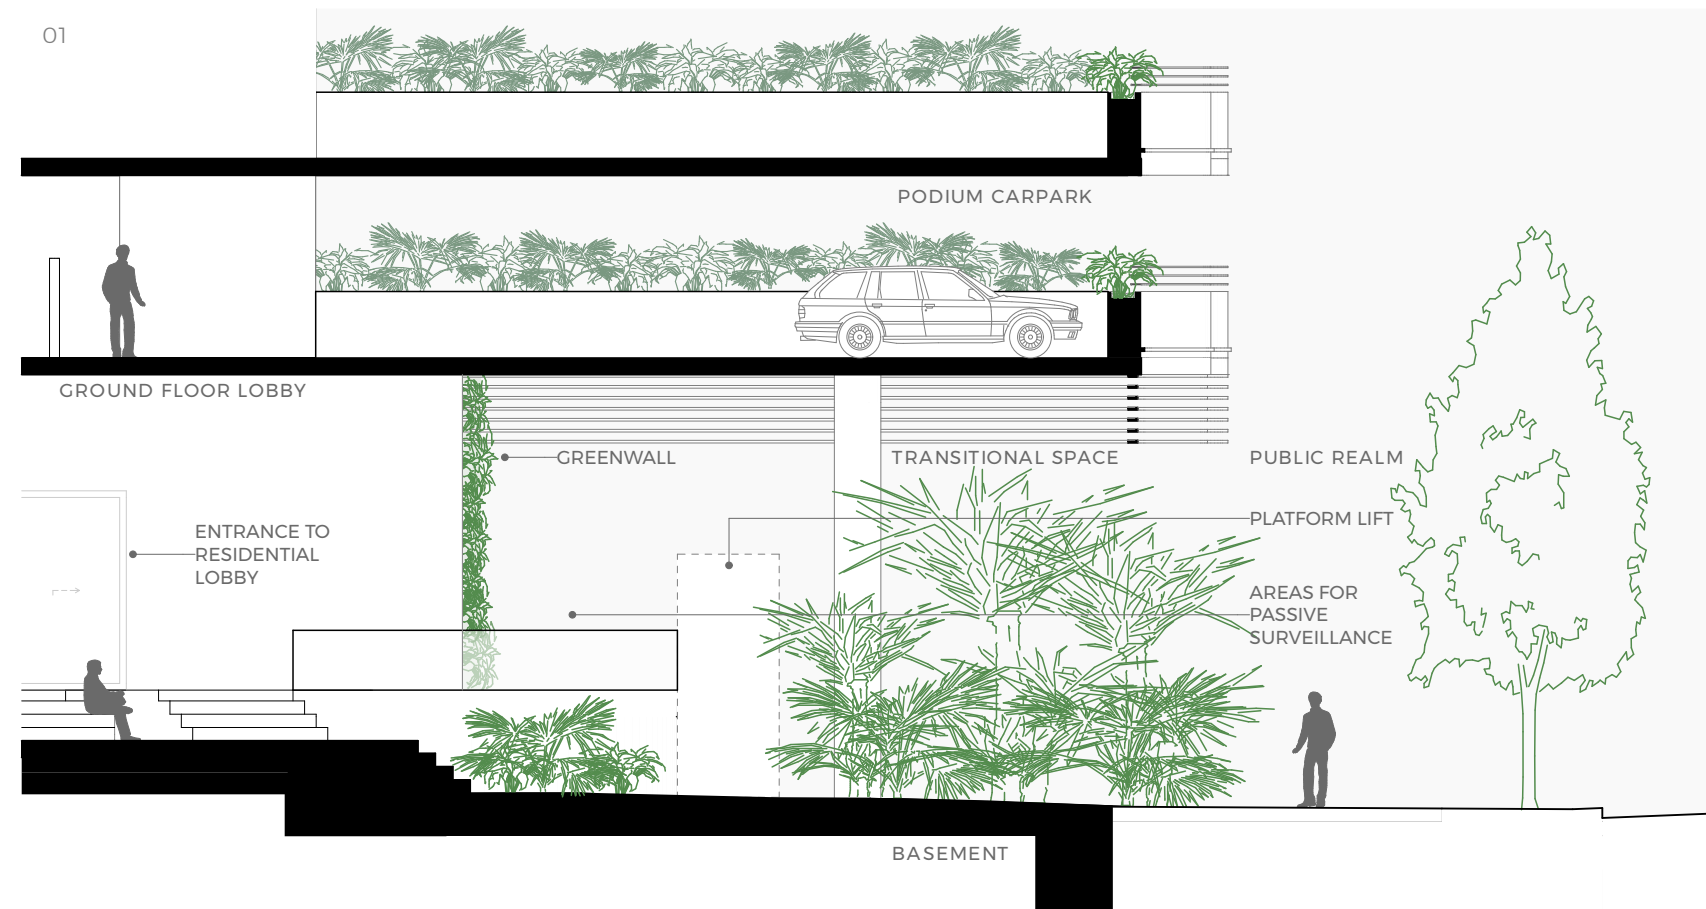 01
PODIUM CARPARK
GROUND FLOOR LOBBY
GREENWALL
TRANSITIONAL SPACE
PUBLIC REALM
PLATFORM LIFT
ENTRANCE TO
RESIDENTIAL
LOBBY
AREAS FOR
PASSIVE
SURVEILLANCE
BASEMENT